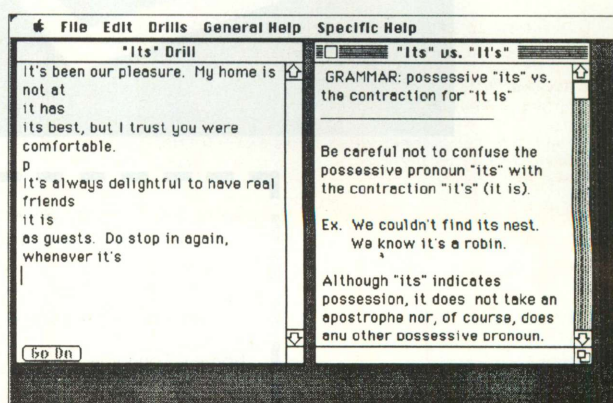 File Edit Drills General Help Specific Help
"Its" Drill
It's been our pleasure. My home is
not at
it has
its best, but I trust you were
comfortable.
p
It's always delightful to have real
friends
it is
as guests. Do stop in again,
whenever it's
Go On
"Its" vs. "It's"
GRAMMAR: possessive "its" vs.
the contraction for "it is"
Be careful not to confuse the
possessive pronoun "its" with
the contraction "it's" (it is).
Ex. We couldn't find its nest.
We know it's a robin.
Although "its" indicates
possession, it does not take an
apostrophe nor, of course, does
any other possessive pronoun.